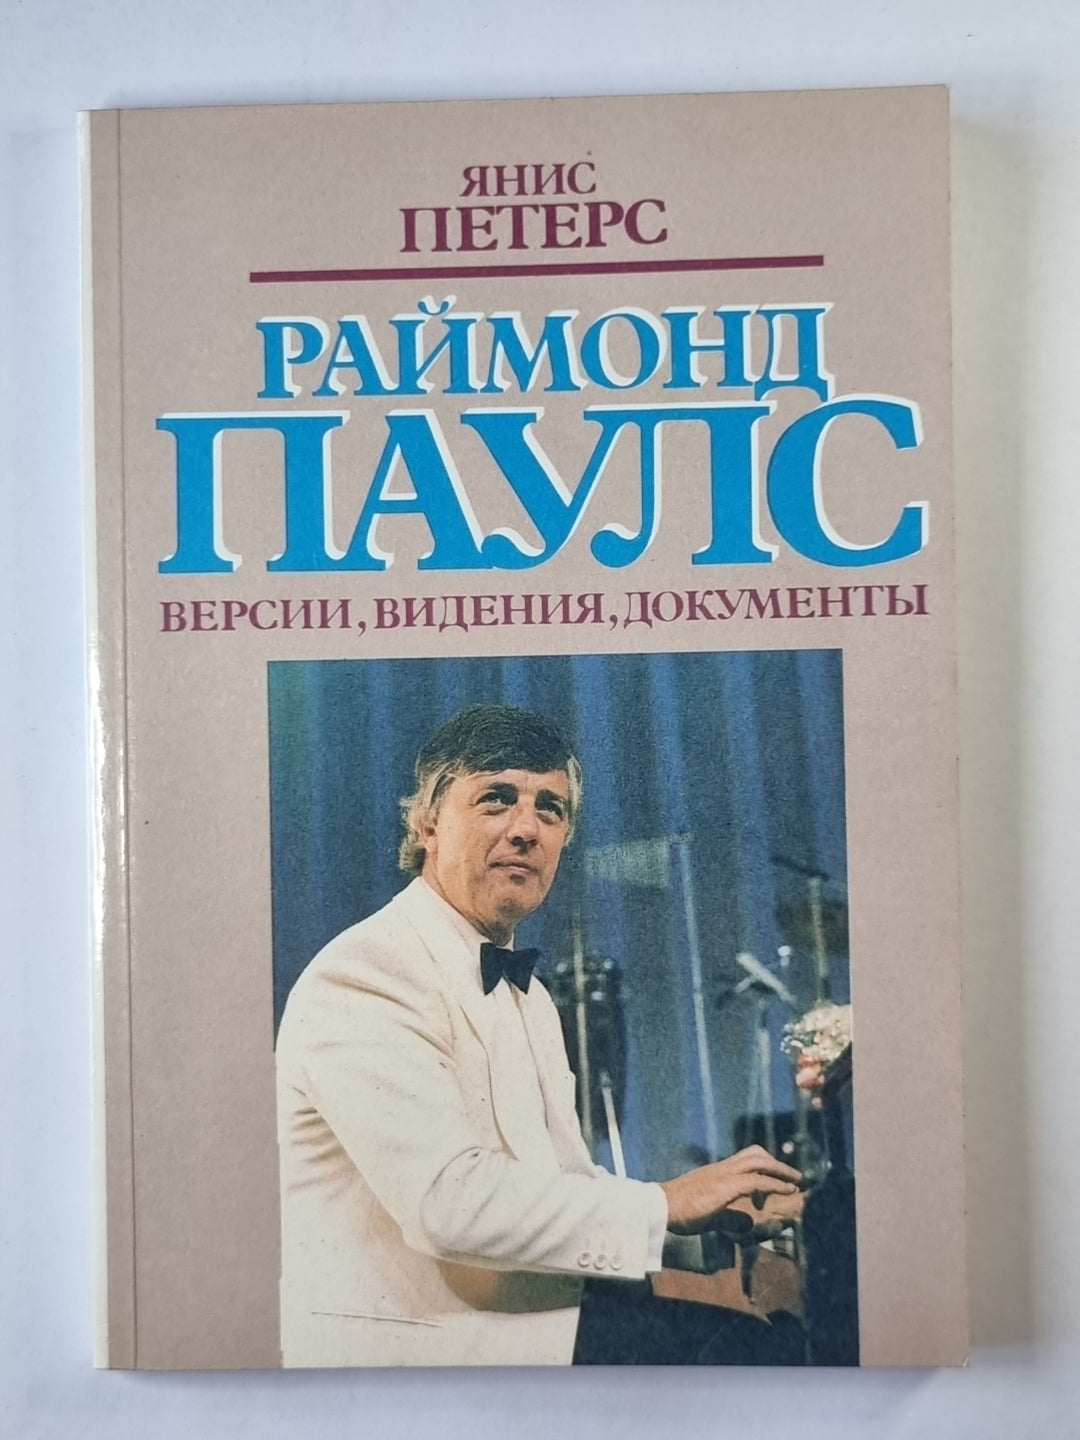 ЯНИС
ПЕТЕРС
РАЙМОНД
ПАУЛС
ВЕРСИИ, ВИДЕНИЯ, ДОКУМЕНТЫ